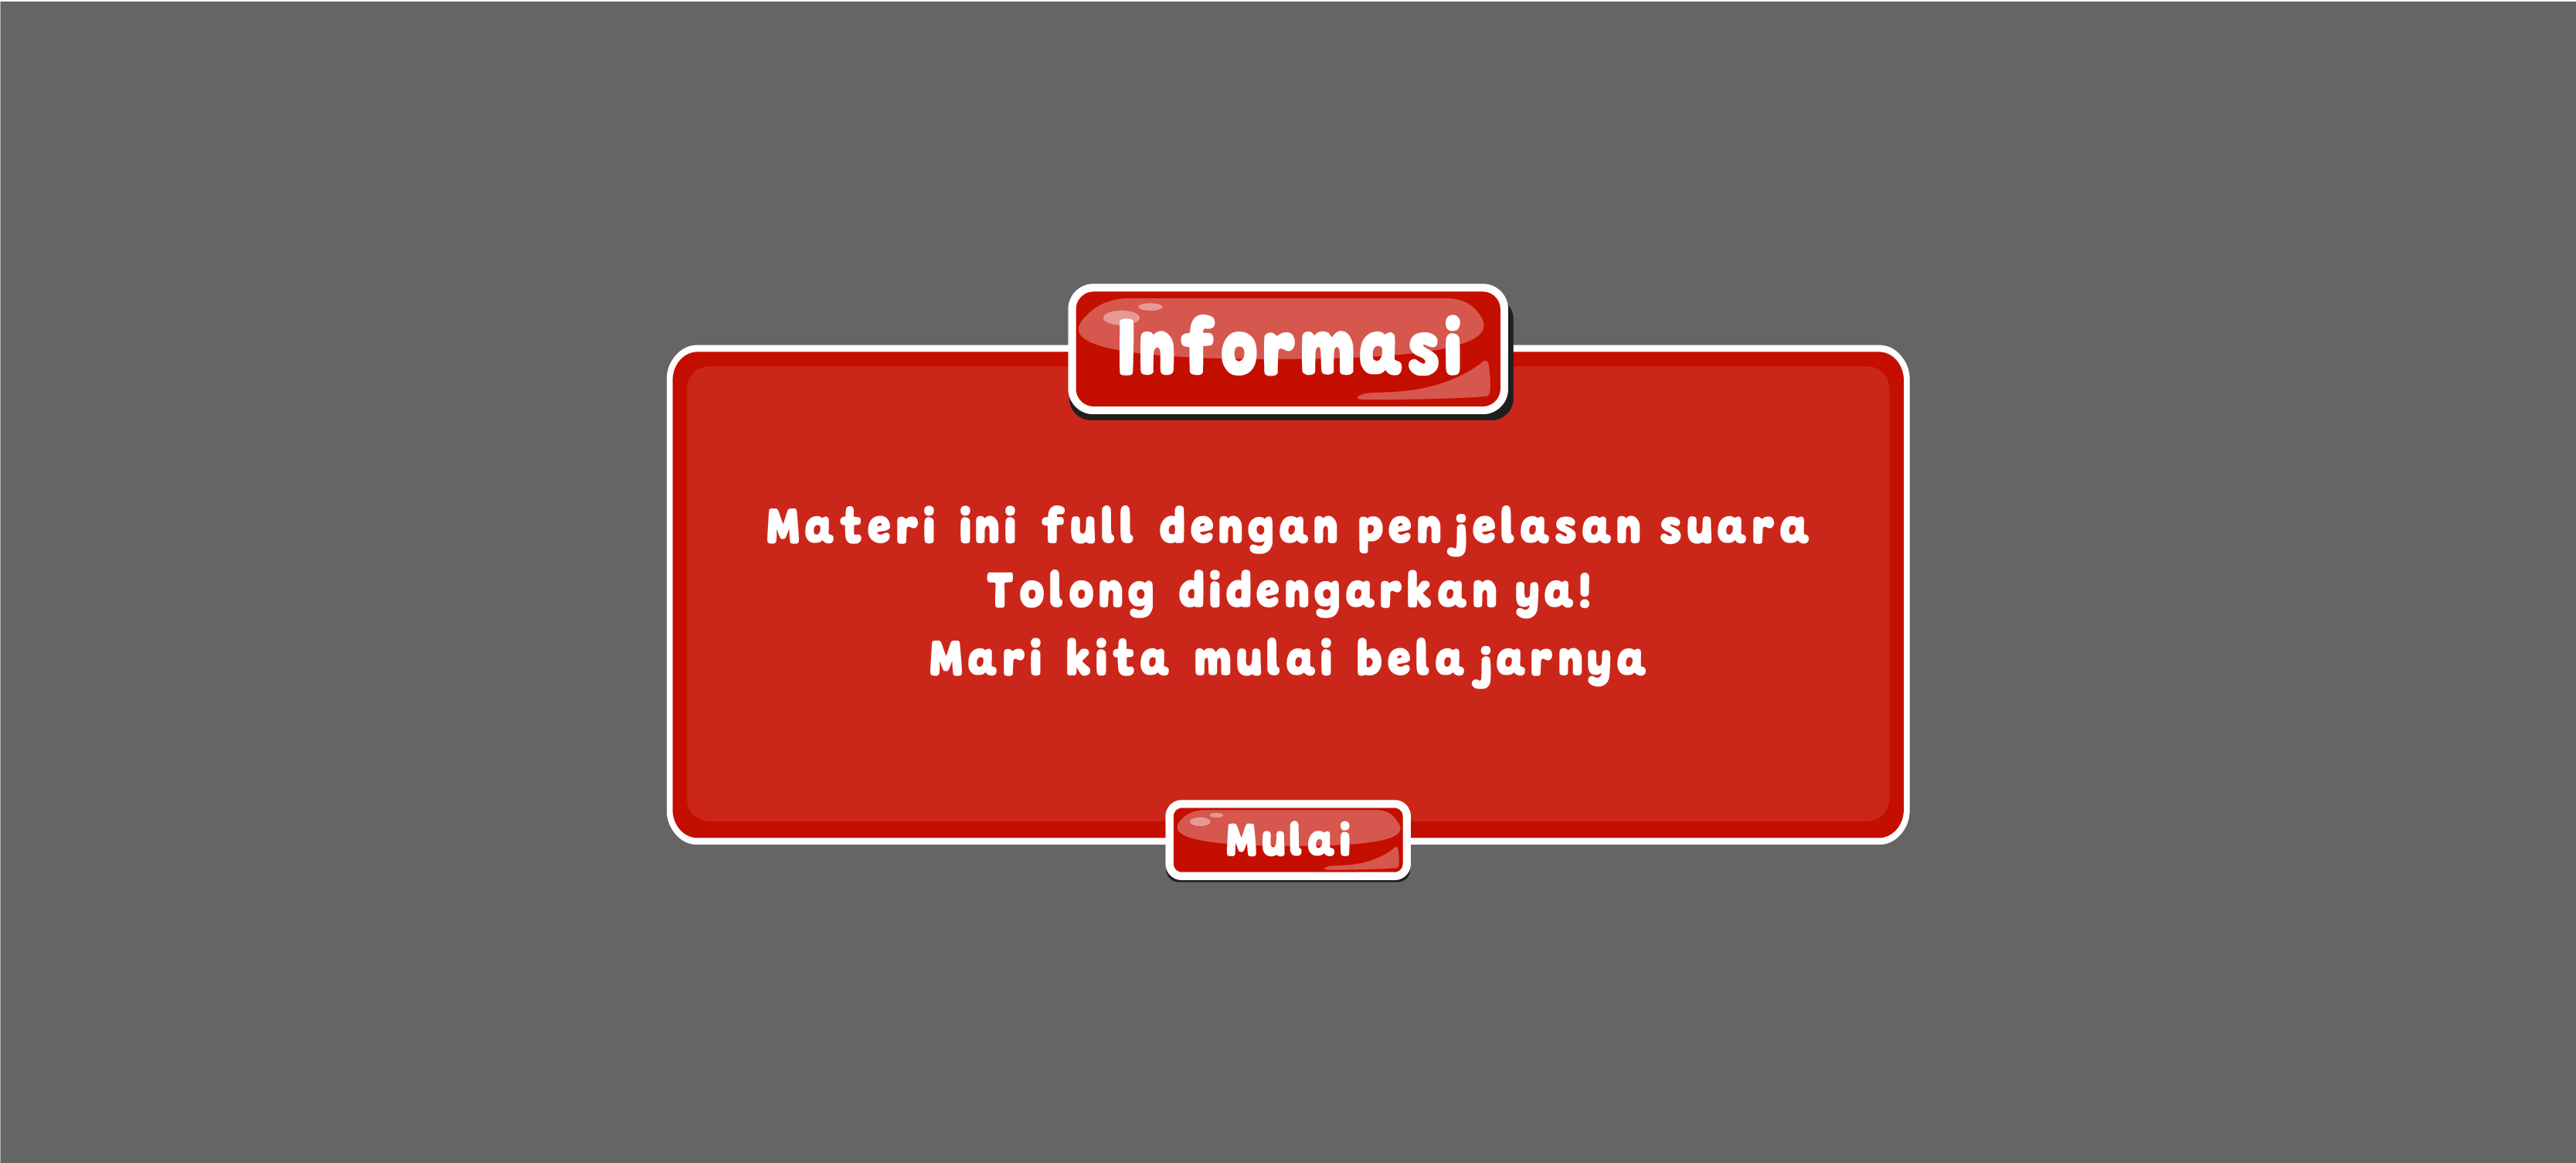 Informasi
Materi ini full dengan penjelasan suara
Tolong didengarkan ya!
Mari kita mulai belajarnya
Mulai